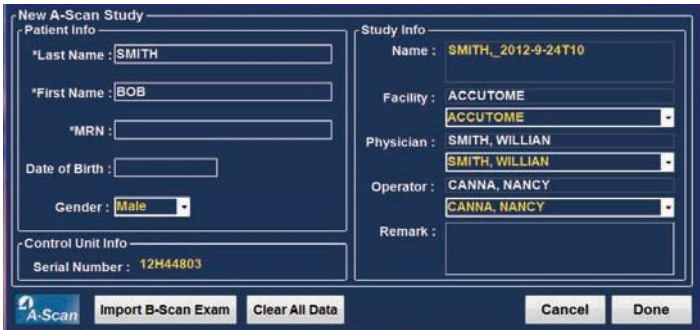 New A-Scan Study
Patient Info
*Last Name : SMITH
*First Name : BOB
*MRN :
Date of Birth :
Gender : Male
Control Unit Info
Serial Number : 12H44803
Study Info
Name : SMITH,_2012-9-24T10
Facility : ACCUTOME
ACCUTOME
Physician : SMITH, WILLIAN
SMITH, WILLIAN
Operator : CANNA, NANCY
CANNA, NANCY
Remark :
A-Scan
Import B-Scan Exam
Clear All Data
Cancel
Done